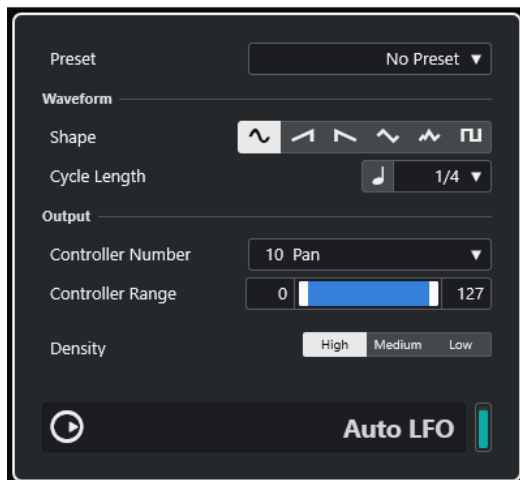 Preset No Preset
Waveform
Shape
Cycle Length 1/4
Output
Controller Number 10 Pan
Controller Range 0 127
Density High Medium Low
Auto LFO